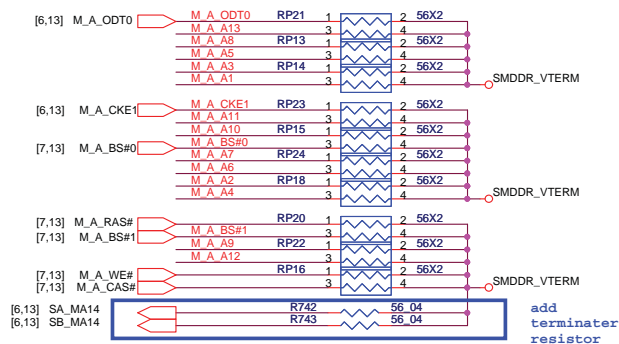 [6,13] M_A_ODT0 M_A_ODT0 RP21 1 2 56X2
M_A_A13 3 4
M_A_A8 RP13 1 2 56X2
M_A_A5 3 4
M_A_A3 RP14 1 2 56X2
M_A_A1 3 4 SMDDR_VTERM
[6,13] M_A_CKE1 M_A_CKE1 RP23 1 2 56X2
M_A_A11 3 4
M_A_A10 RP15 1 2 56X2
[7,13] M_A_BS#0 M_A_BS#0 3 4
M_A_A7 RP24 1 2 56X2
M_A_A6 3 4
M_A_A2 RP18 1 2 56X2
M_A_A4 3 4 SMDDR_VTERM
[7,13] M_A_RAS# RP20 1 2 56X2
[7,13] M_A_BS#1 M_A_BS#1 3 4
M_A_A9 RP22 1 2 56X2
M_A_A12 3 4
[7,13] M_A_WE# RP16 1 2 56X2
[7,13] M_A_CAS# 3 4 SMDDR_VTERM
[6,13] SA_MA14 R742 56_04 add
[6,13] SB_MA14 R743 56_04 terminater
resistor